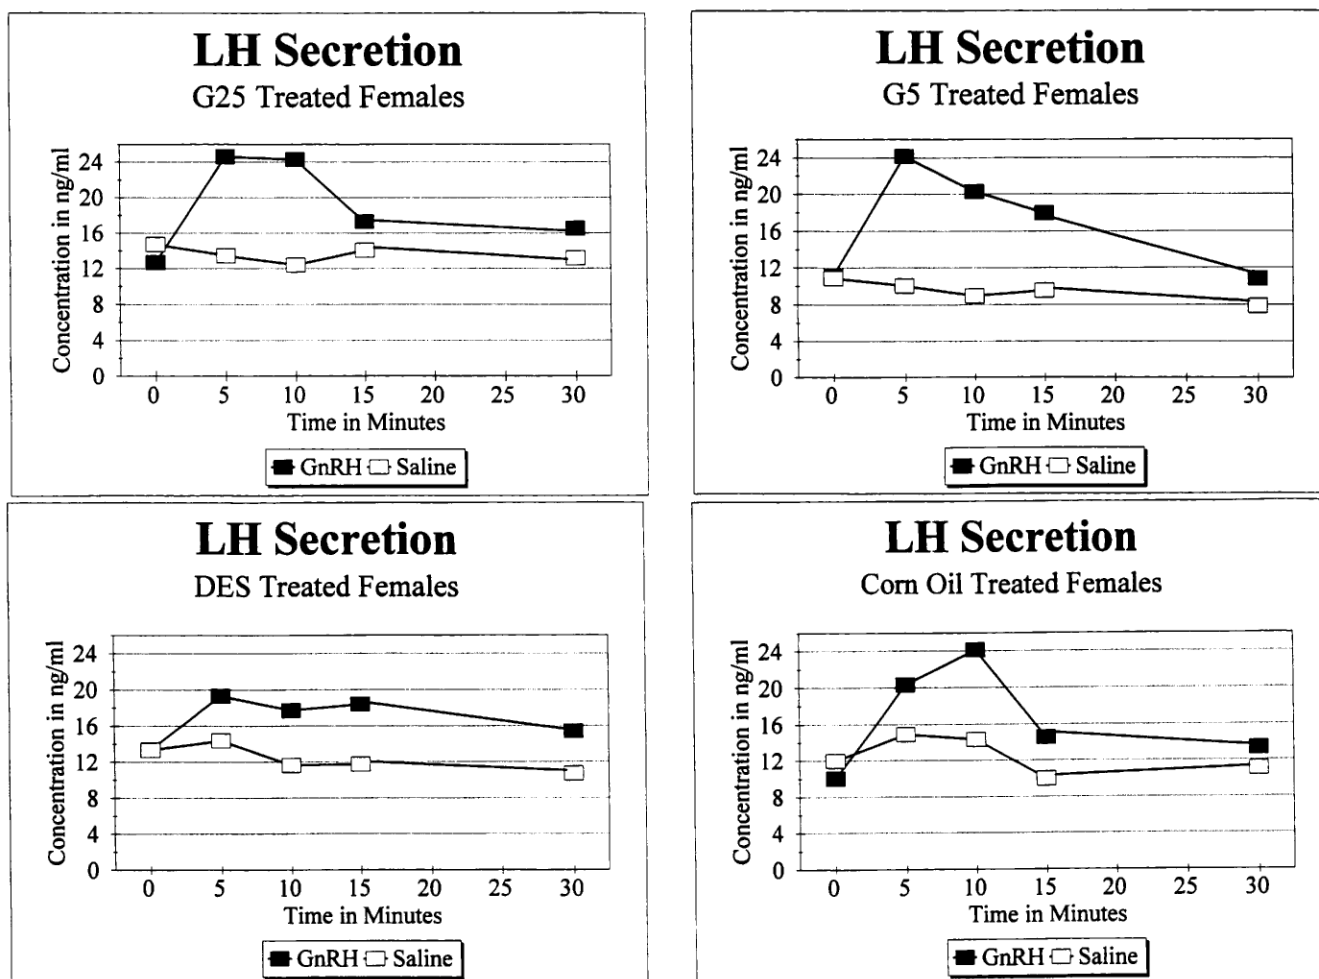 LH Secretion
G25 Treated Females
Concentration in ng/ml
24
20
16
12
8
4
0
0 5 10 15 20 25 30
Time in Minutes
GnRH Saline
LH Secretion
G5 Treated Females
Concentration in ng/ml
24
20
16
12
8
4
0
0 5 10 15 20 25 30
Time in Minutes
GnRH Saline
LH Secretion
DES Treated Females
Concentration in ng/ml
24
20
16
12
8
4
0
0 5 10 15 20 25 30
Time in Minutes
GnRH Saline
LH Secretion
Corn Oil Treated Females
Concentration in ng/ml
24
20
16
12
8
4
0
0 5 10 15 20 25 30
Time in Minutes
GnRH Saline